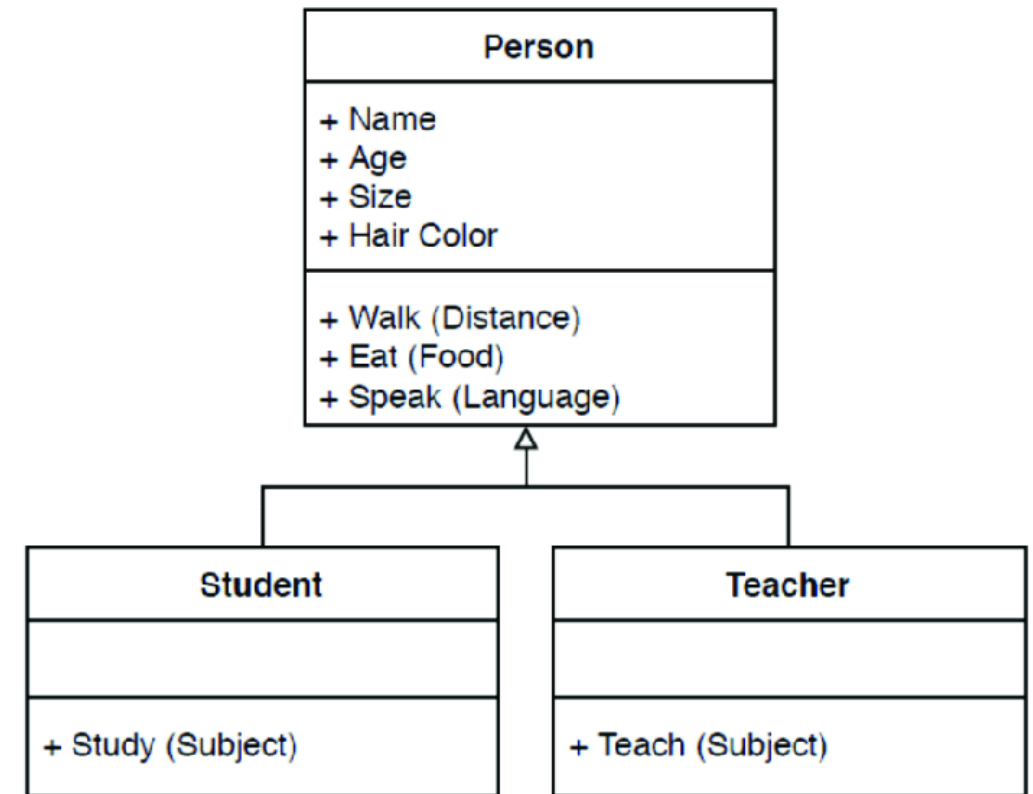 Person
+ Name
+ Age
+ Size
+ Hair Color
+ Walk (Distance)
+ Eat (Food)
+ Speak (Language)
Student
+ Study (Subject)
Teacher
+ Teach (Subject)